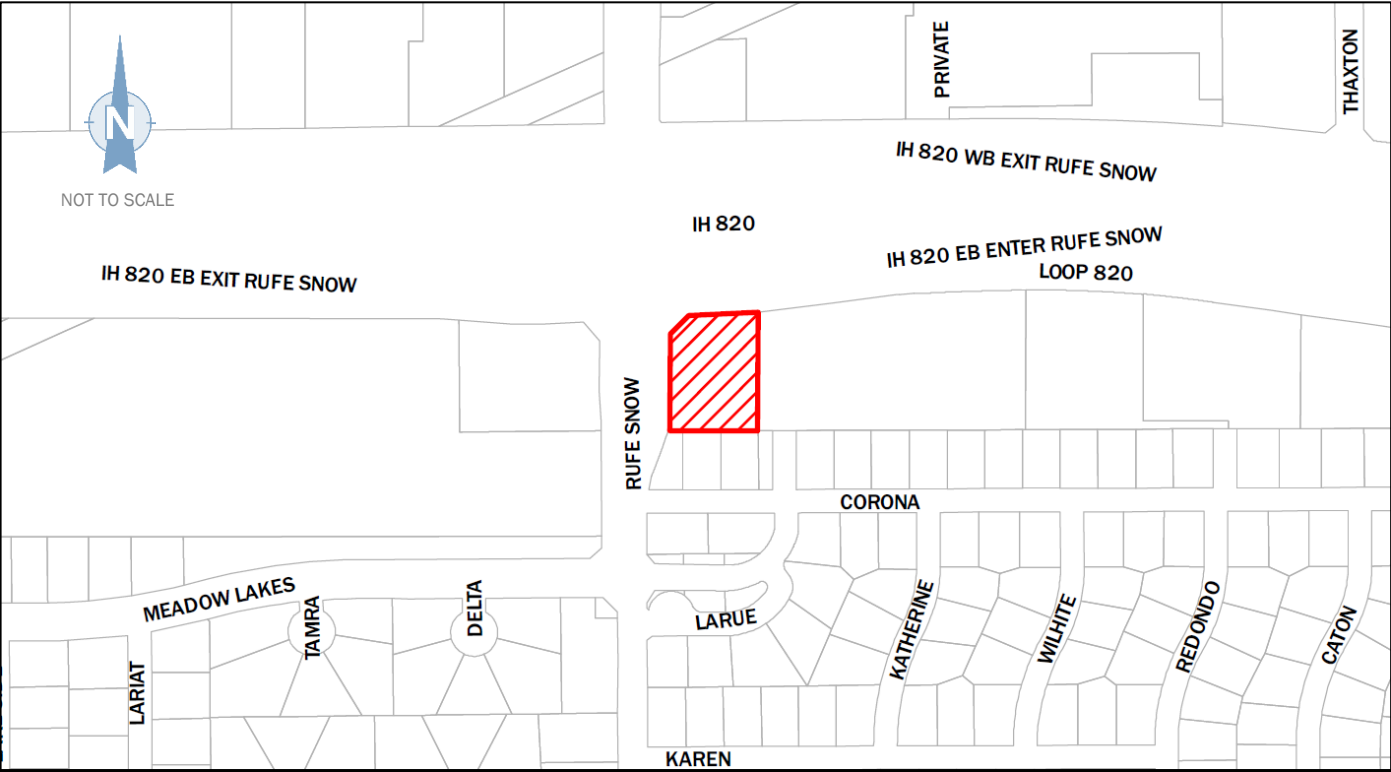 PRIVATE
THAXTON
N
NOT TO SCALE
IH 820 WB EXIT RUFE SNOW
IH 820
IH 820 EB ENTER RUFE SNOW
LOOP 820
IH 820 EB EXIT RUFE SNOW
RUFE SNOW
CORONA
MEADOW LAKES
TAMRA
DELTA
LARUE
KATHERINE
WILHITE
REDONDO
CATON
LARIAT
KAREN